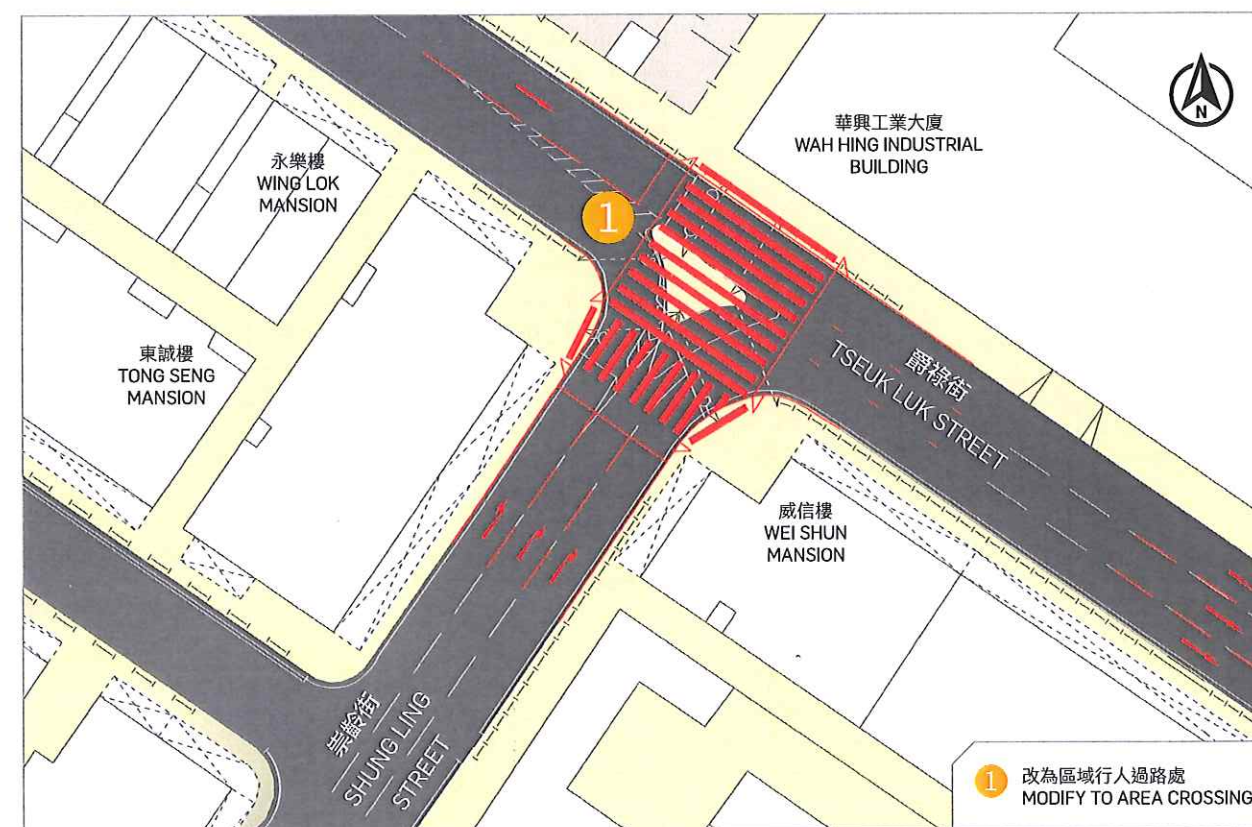 N
華興工業大廈
WAH HING INDUSTRIAL
BUILDING
永樂樓
WING LOK
MANSION
1
東誠樓
TONG SENG
MANSION
爵祿街
TSEUK LUK STREET
威信樓
WEI SHUN
MANSION
崇齡街
SHUNG LING
STREET
1 改為區域行人過路處
MODIFY TO AREA CROSSING